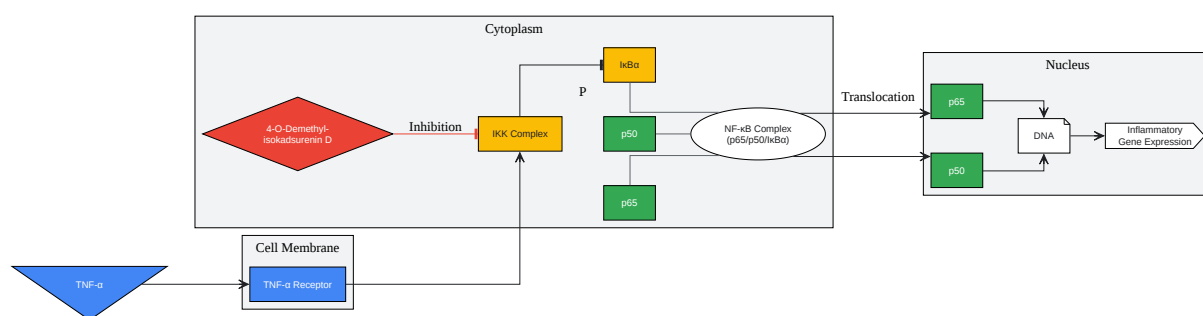 Cytoplasm
IκBα
P
4-O-Demethyl-
isokadsurenin D
Inhibition
IKK Complex
p50
p65
NF-κB Complex
(p65/p50/IκBα)
Translocation
Nucleus
p65
p50
DNA
Inflammatory
Gene Expression
Cell Membrane
TNF-α
TNF-α Receptor